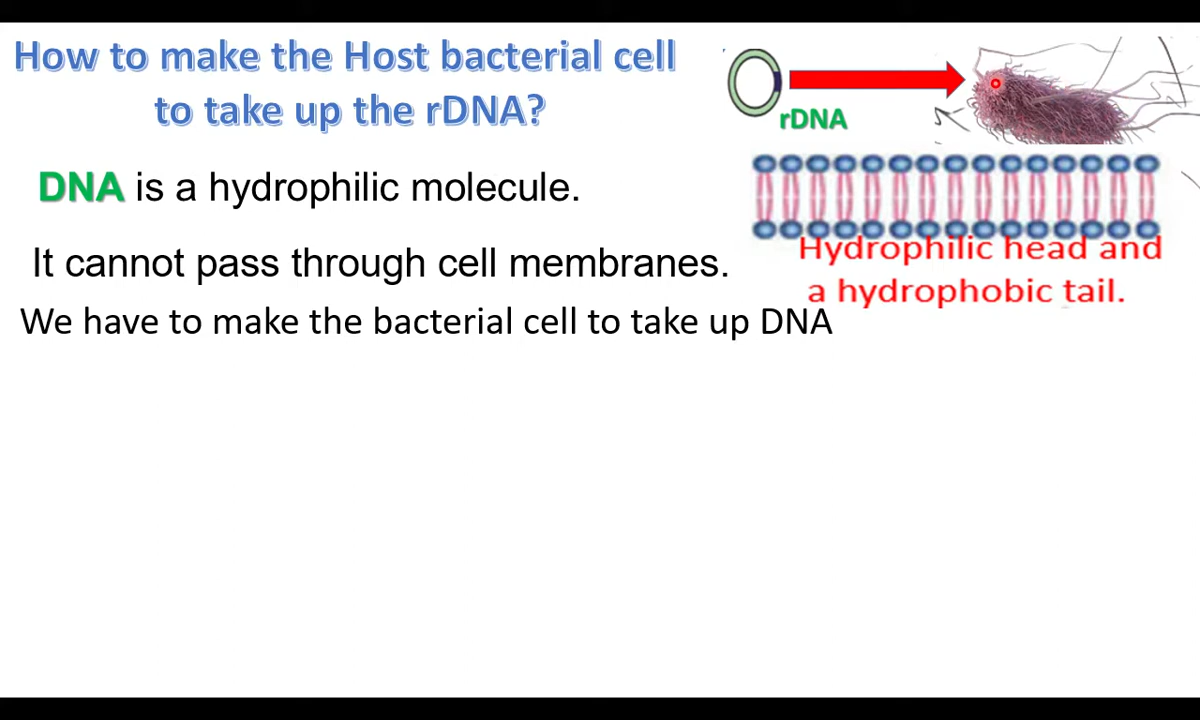 How to make the Host bacterial cell
to take up the rDNA?
rDNA
DNA is a hydrophilic molecule.
Hydrophilic head and
a hydrophobic tail.
It cannot pass through cell membranes.
We have to make the bacterial cell to take up DNA